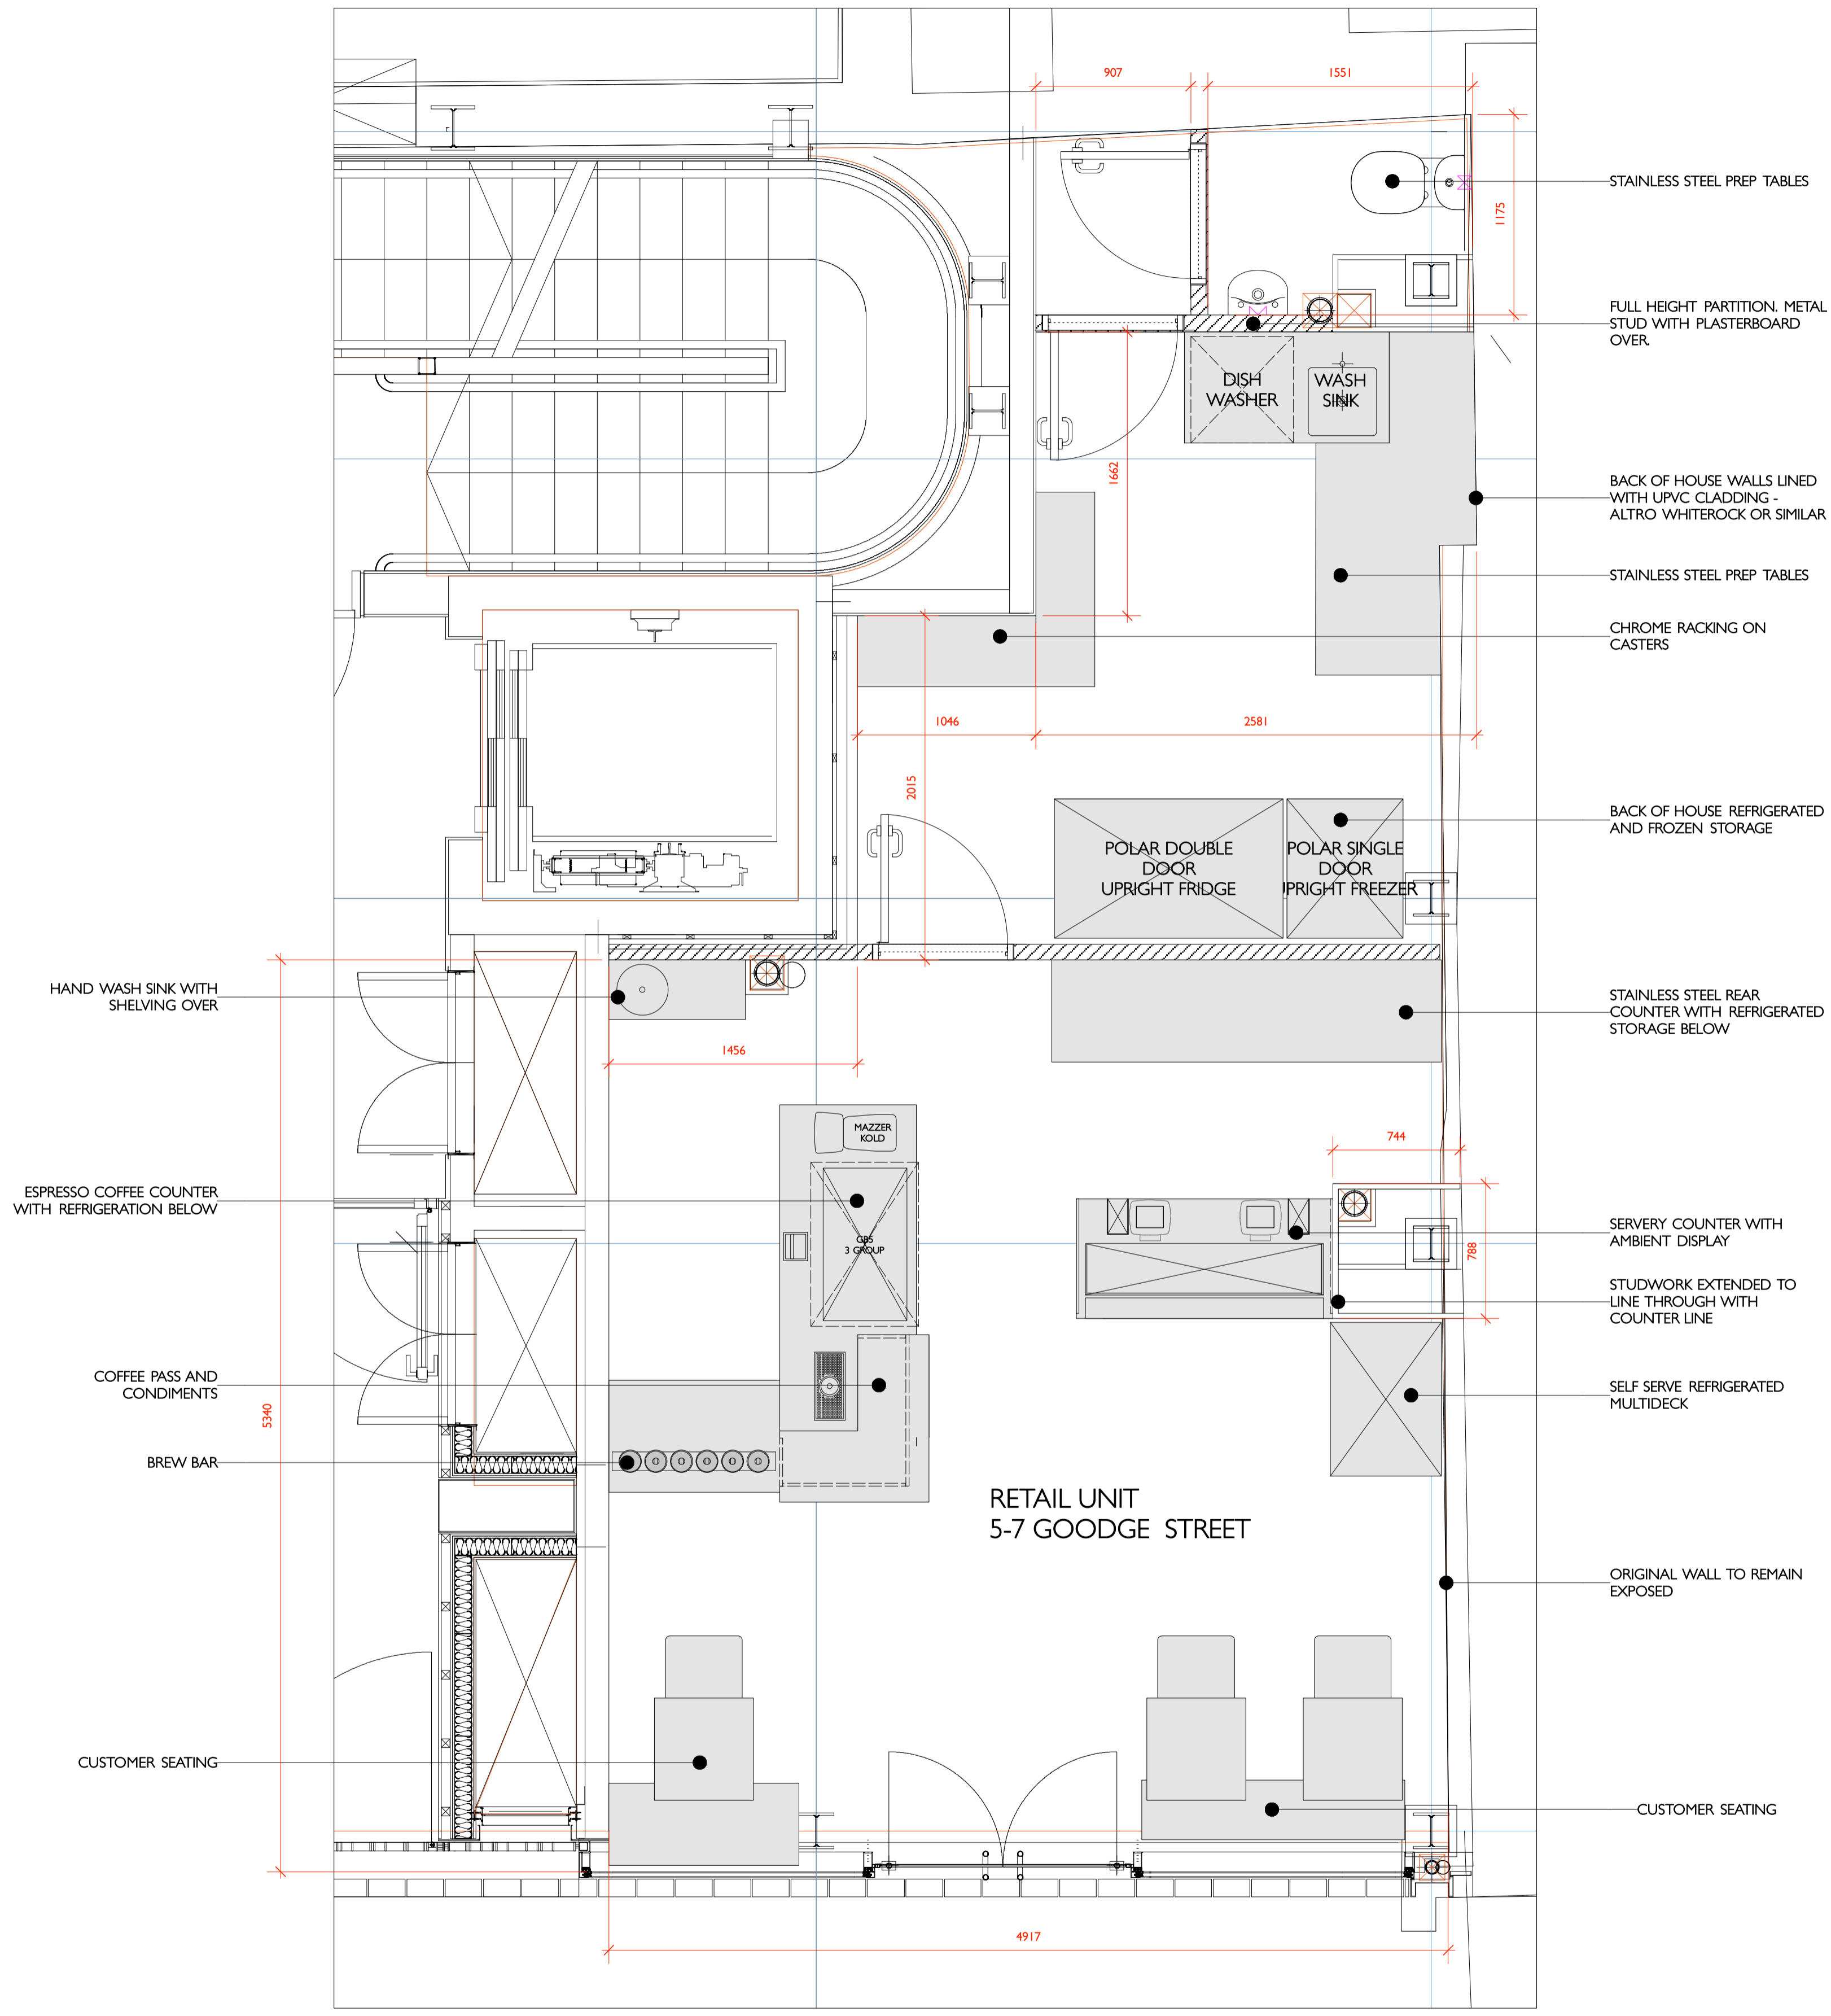 907
1551
STAINLESS STEEL PREP TABLES
1175
FULL HEIGHT PARTITION. METAL
STUD WITH PLASTERBOARD
OVER.
DISH
WASHER
WASH
SINK
1662
BACK OF HOUSE WALLS LINED
WITH UPVC CLADDING -
ALTRO WHITEROCK OR SIMILAR
STAINLESS STEEL PREP TABLES
CHROME RACKING ON
CASTERS
1046
2581
2015
BACK OF HOUSE REFRIGERATED
AND FROZEN STORAGE
POLAR DOUBLE
DOOR
UPRIGHT FRIDGE
POLAR SINGLE
DOOR
UPRIGHT FREEZER
HAND WASH SINK WITH
SHELVING OVER
STAINLESS STEEL REAR
COUNTER WITH REFRIGERATED
STORAGE BELOW
1456
MAZZER
KOLD
744
ESPRESSO COFFEE COUNTER
WITH REFRIGERATION BELOW
GB5
3 GROUP
SERVERY COUNTER WITH
AMBIENT DISPLAY
788
STUDWORK EXTENDED TO
LINE THROUGH WITH
COUNTER LINE
COFFEE PASS AND
CONDIMENTS
SELF SERVE REFRIGERATED
MULTIDECK
5340
BREW BAR
RETAIL UNIT
5-7 GOODGE STREET
ORIGINAL WALL TO REMAIN
EXPOSED
CUSTOMER SEATING
CUSTOMER SEATING
4917